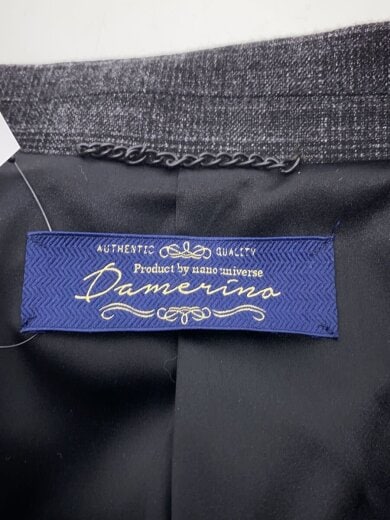 AUTHENTIC QUALITY
Product by nano universe
Damerino